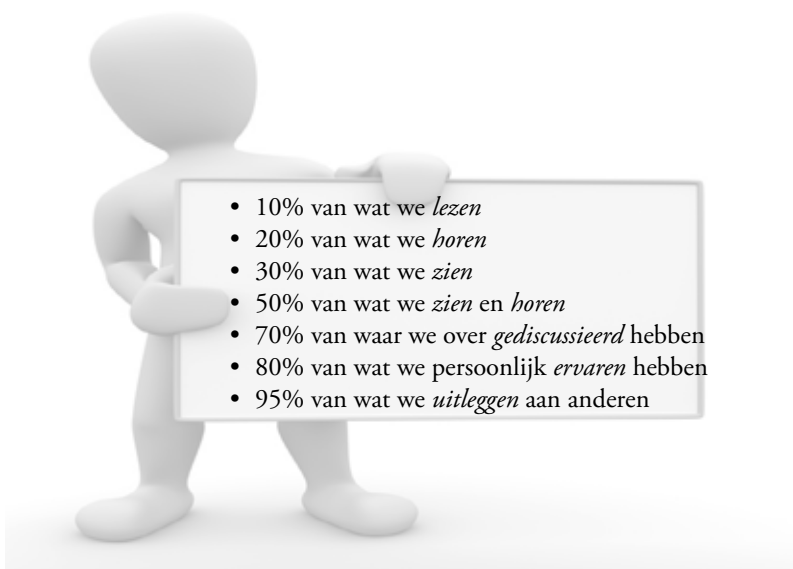 • 10% van wat we lezen
• 20% van wat we horen
• 30% van wat we zien
• 50% van wat we zien en horen
• 70% van waar we over gediscussieerd hebben
• 80% van wat we persoonlijk ervaren hebben
• 95% van wat we uitleggen aan anderen